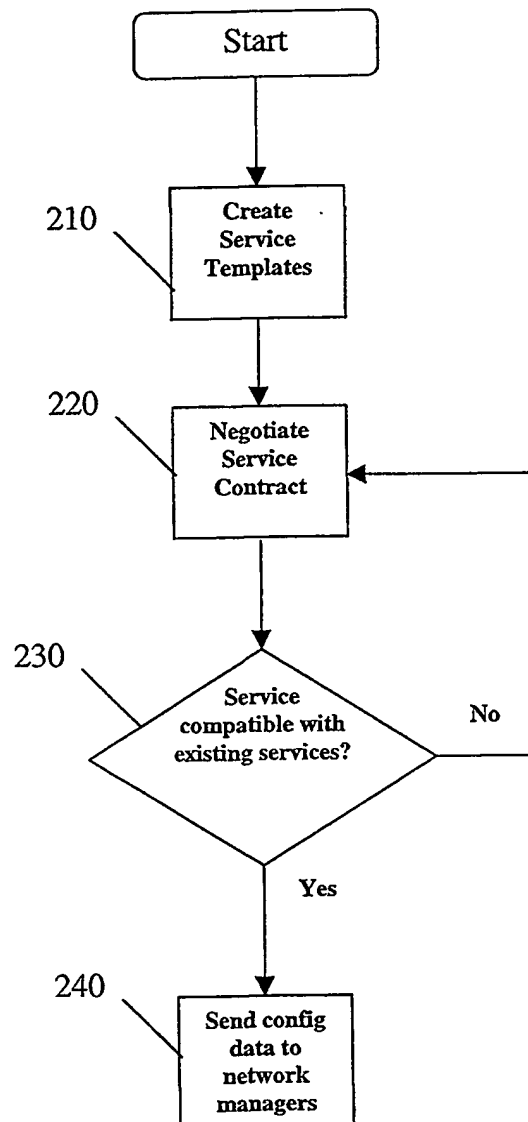 Start
210
Create
Service
Templates
220
Negotiate
Service
Contract
230
Service
compatible with
existing services?
No
Yes
240
Send config
data to
network
managers